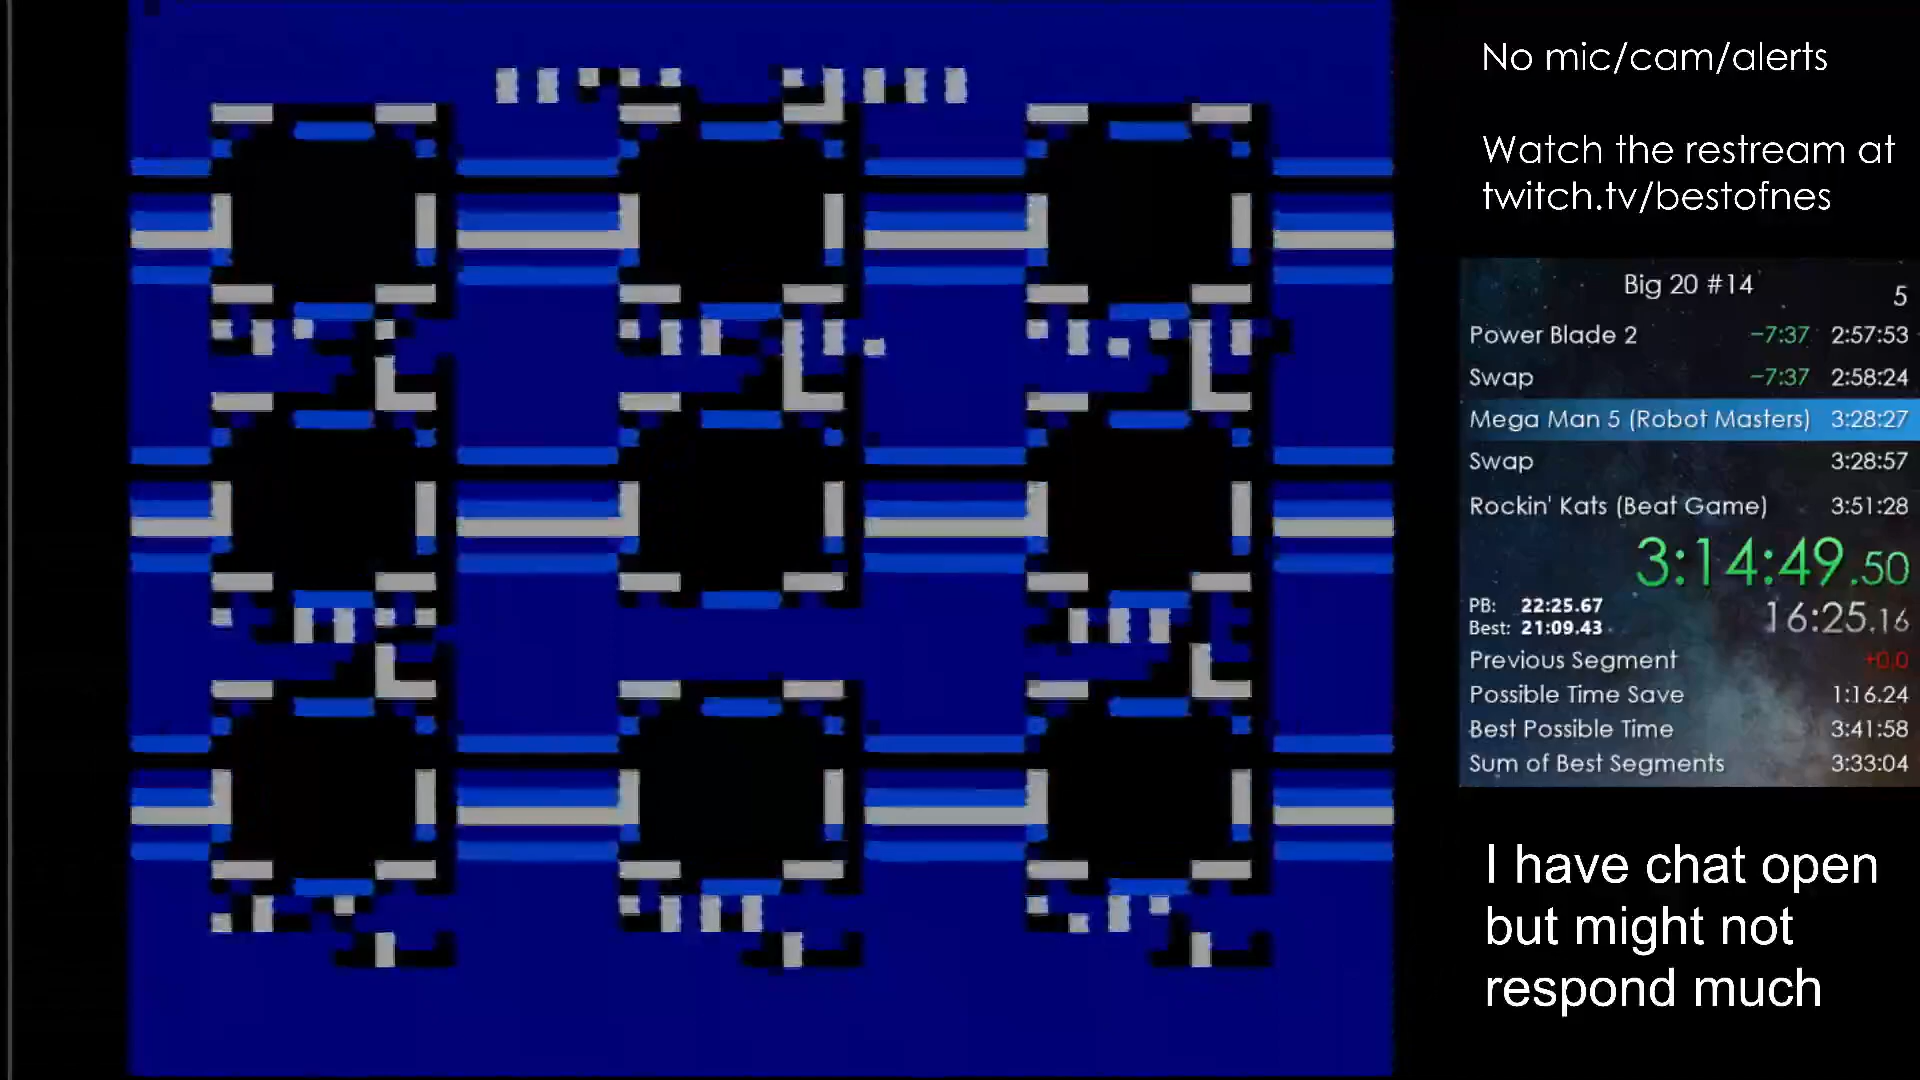 No mic/cam/alerts
Watch the restream at
twitch.tv/bestofnes
Big 20 #14
5
Power Blade 2 -7:37 2:57:53
Swap -7:37 2:58:24
Mega Man 5 (Robot Masters) 3:28:27
Swap 3:28:57
Rockin' Kats (Beat Game) 3:51:28
3:14:49.50
PB: 22:25.67
16:25.16
Best: 21:09.43
Previous Segment +0.0
Possible Time Save 1:16.24
Best Possible Time 3:41:58
Sum of Best Segments 3:33:04
I have chat open
but might not
respond much